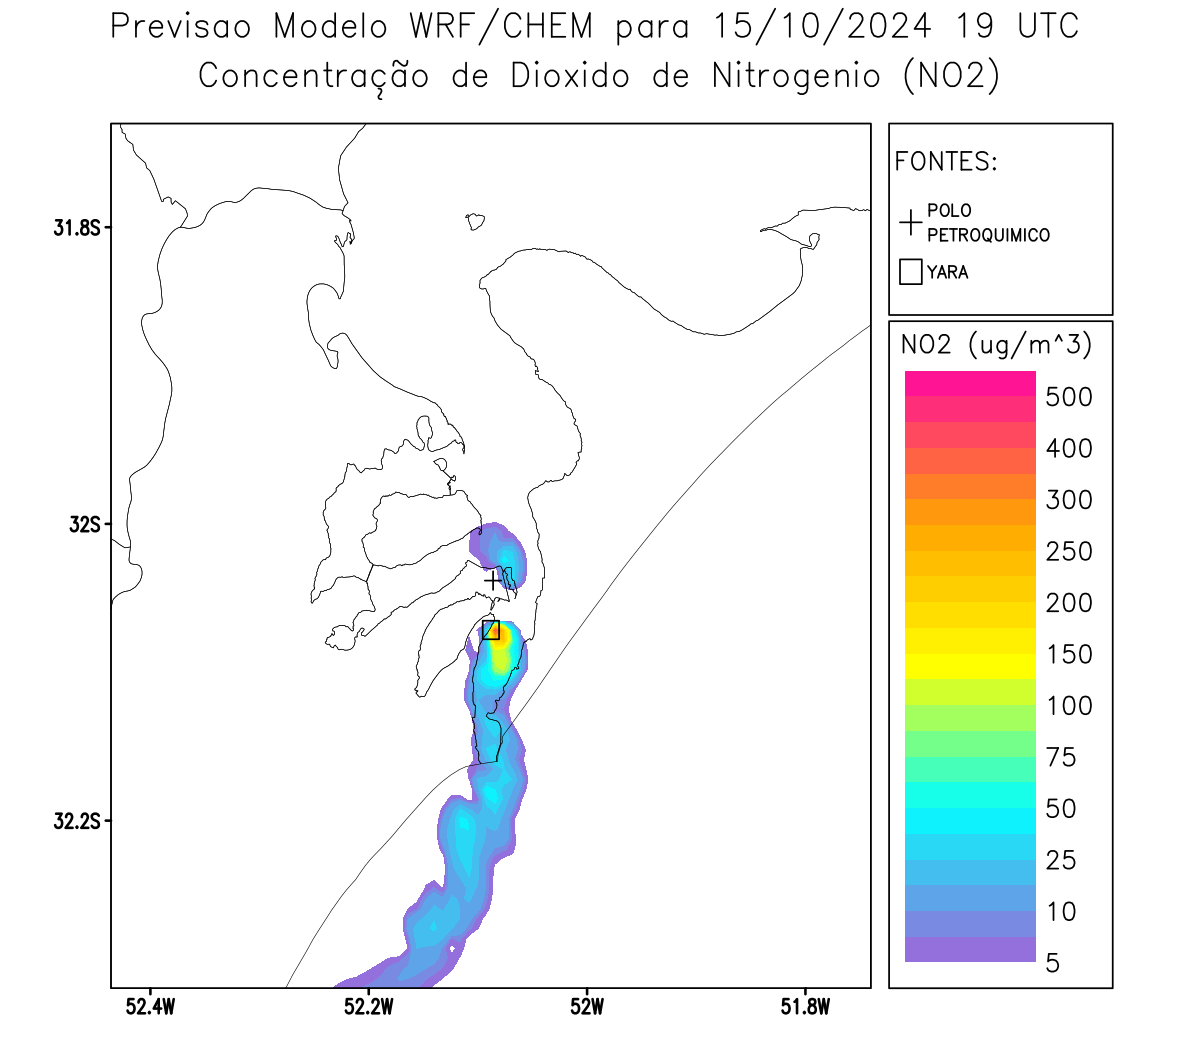 Previsao Modelo WRF/CHEM para 15/10/2024 19 UTC
Concentração de Dioxido de Nitrogenio (NO2)
FONTES:
POLO
PETROQUIMICO
YARA
NO2 (ug/m^3)
500
400
300
250
200
150
100
75
50
25
10
5
31.8S
32S
32.2S
52.4W
52.2W
52W
51.8W